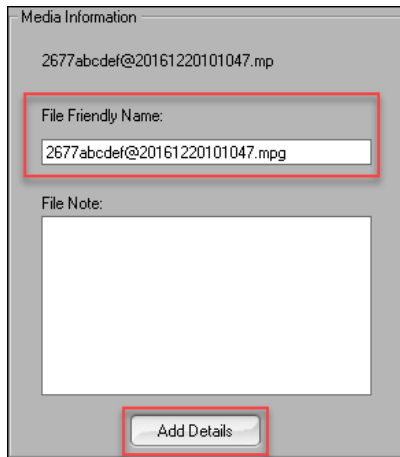 Media Information
2677abcdef@20161220101047.mp
File Friendly Name:
2677abcdef@20161220101047.mpg
File Note:
Add Details